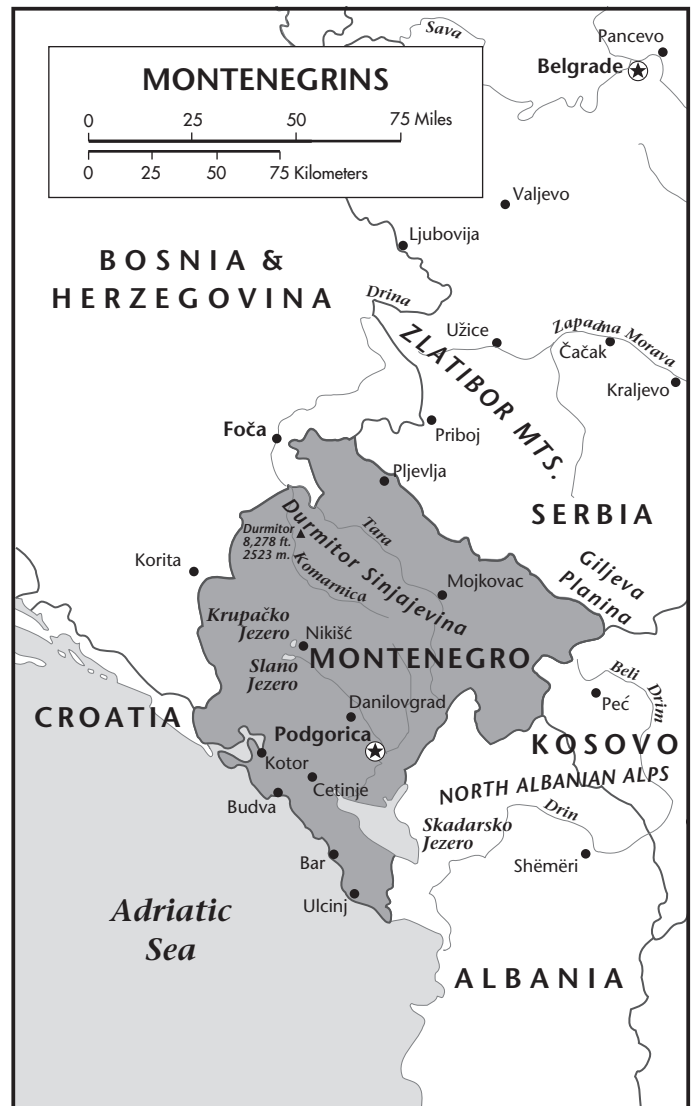 Sava
Pancevo
Belgrade
MONTENEGRINS
0 25 50 75 Miles
0 25 50 75 Kilometers
Valjevo
Ljubovija
BOSNIA &
HERZEGOVINA
Drina
Užice
Zapadna Morava
Čačak
Kraljevo
ZLATIBOR MTS.
Priboj
Foča
Pljevlja
SERBIA
Durmitor
8,278 ft.
2523 m.
Tara
Durmitor Sinjajevina
Komarnica
Giljeva
Planina
Korita
Mojkovac
Krupačko
Jezero
Nikišć
MONTENEGRO
Slano
Jezero
Beli Drim
Peć
Danilovgrad
CROATIA
Podgorica
KOSOVO
Kotor
Cetinje
NORTH ALBANIAN ALPS
Budva
Drin
Skadarsko
Jezero
Shëmëri
Bar
Ulcinj
Adriatic
Sea
ALBANIA